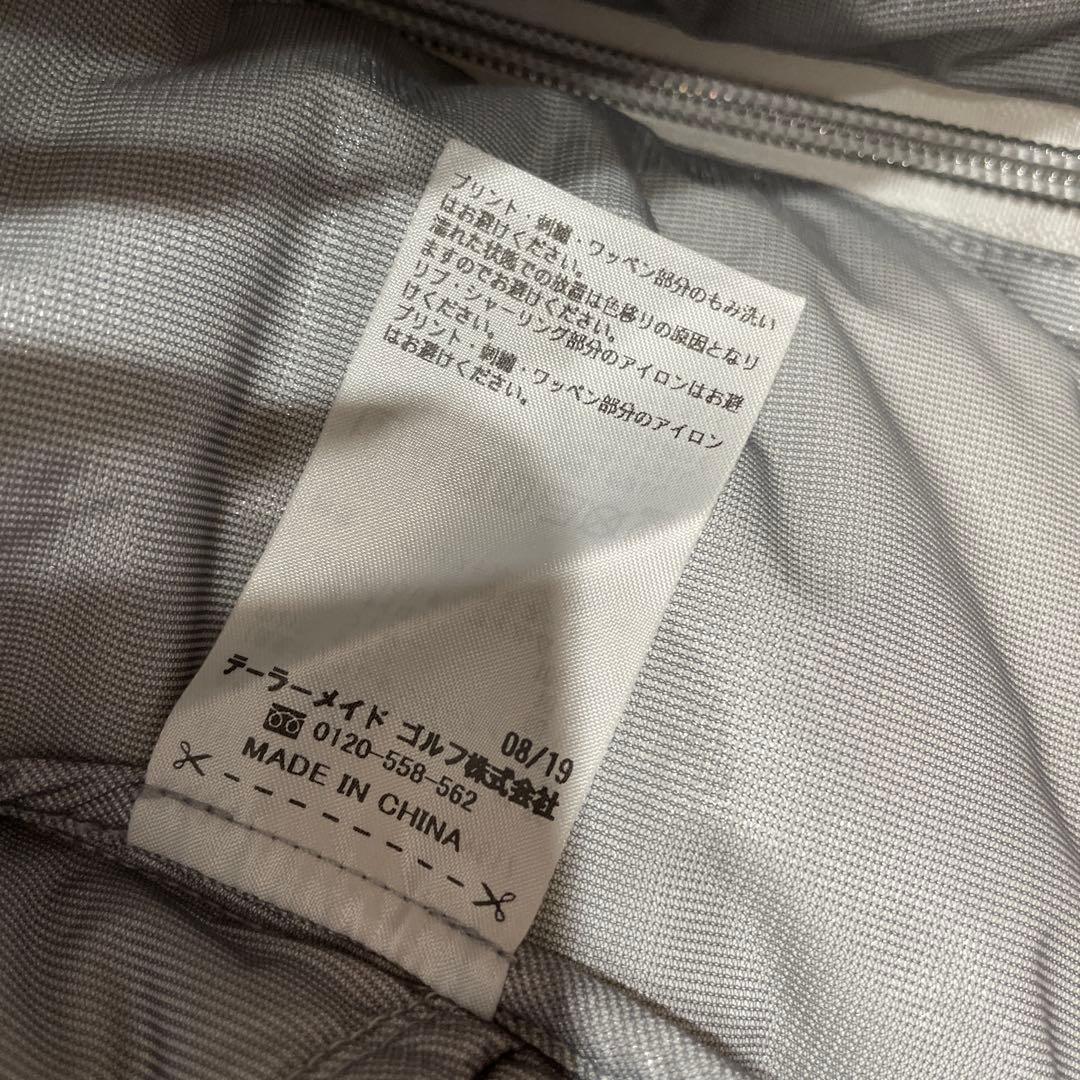 プリント・刺繍・ワッペン部分のもみ洗い
はお避けください。
濡れた状態での放置は色移りの原因となり
ますのでお避けください。
リブ・シャーリング部分のアイロンはお避
けください。
プリント・刺繍・ワッペン部分のアイロン
はお避けください。
08/19
テーラーメイド ゴルフ株式会社
0120-558-562
MADE IN CHINA